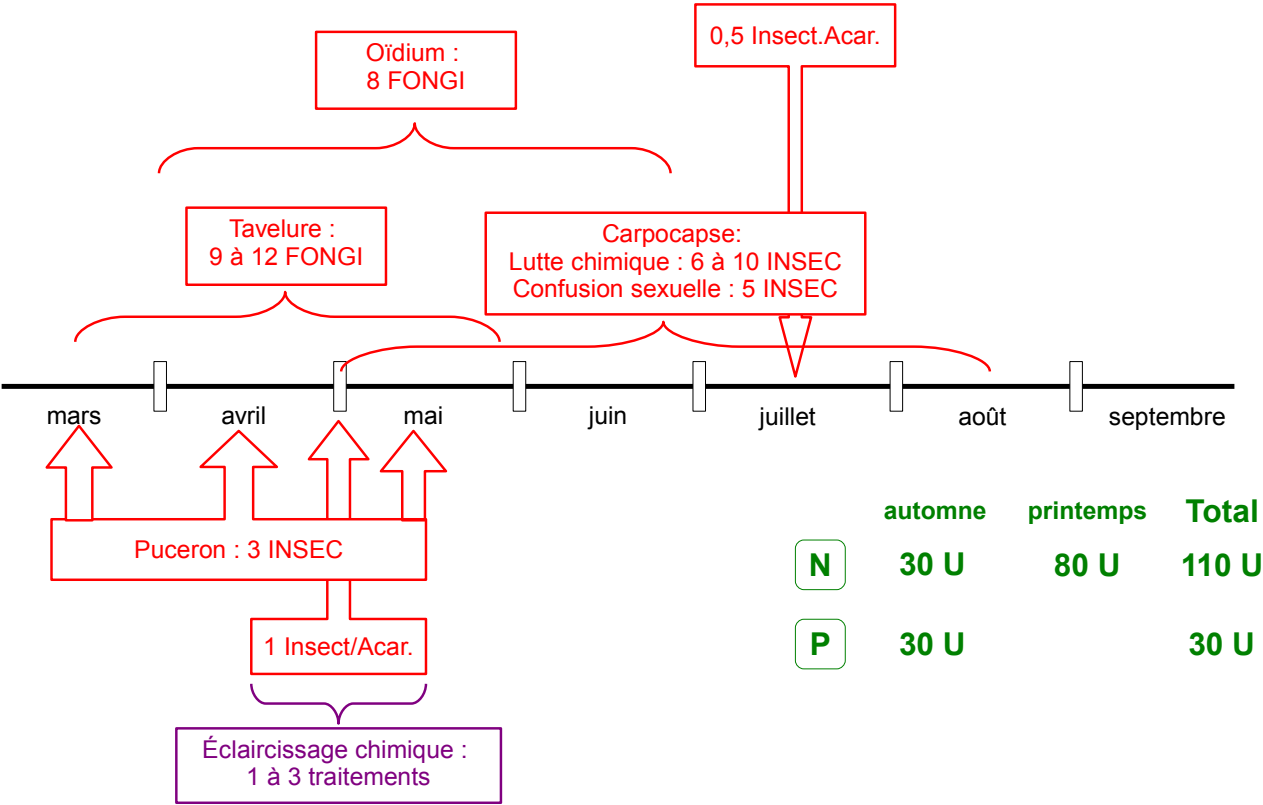 0,5 Insect.Acar.
Oïdium :
8 FONGI
Tavelure :
9 à 12 FONGI
Carpocapse:
Lutte chimique : 6 à 10 INSEC
Confusion sexuelle : 5 INSEC
mars avril mai juin juillet août septembre
Puceron : 3 INSEC
1 Insect/Acar.
Éclaircissage chimique :
1 à 3 traitements
automne printemps Total
N 30 U 80 U 110 U
P 30 U 30 U